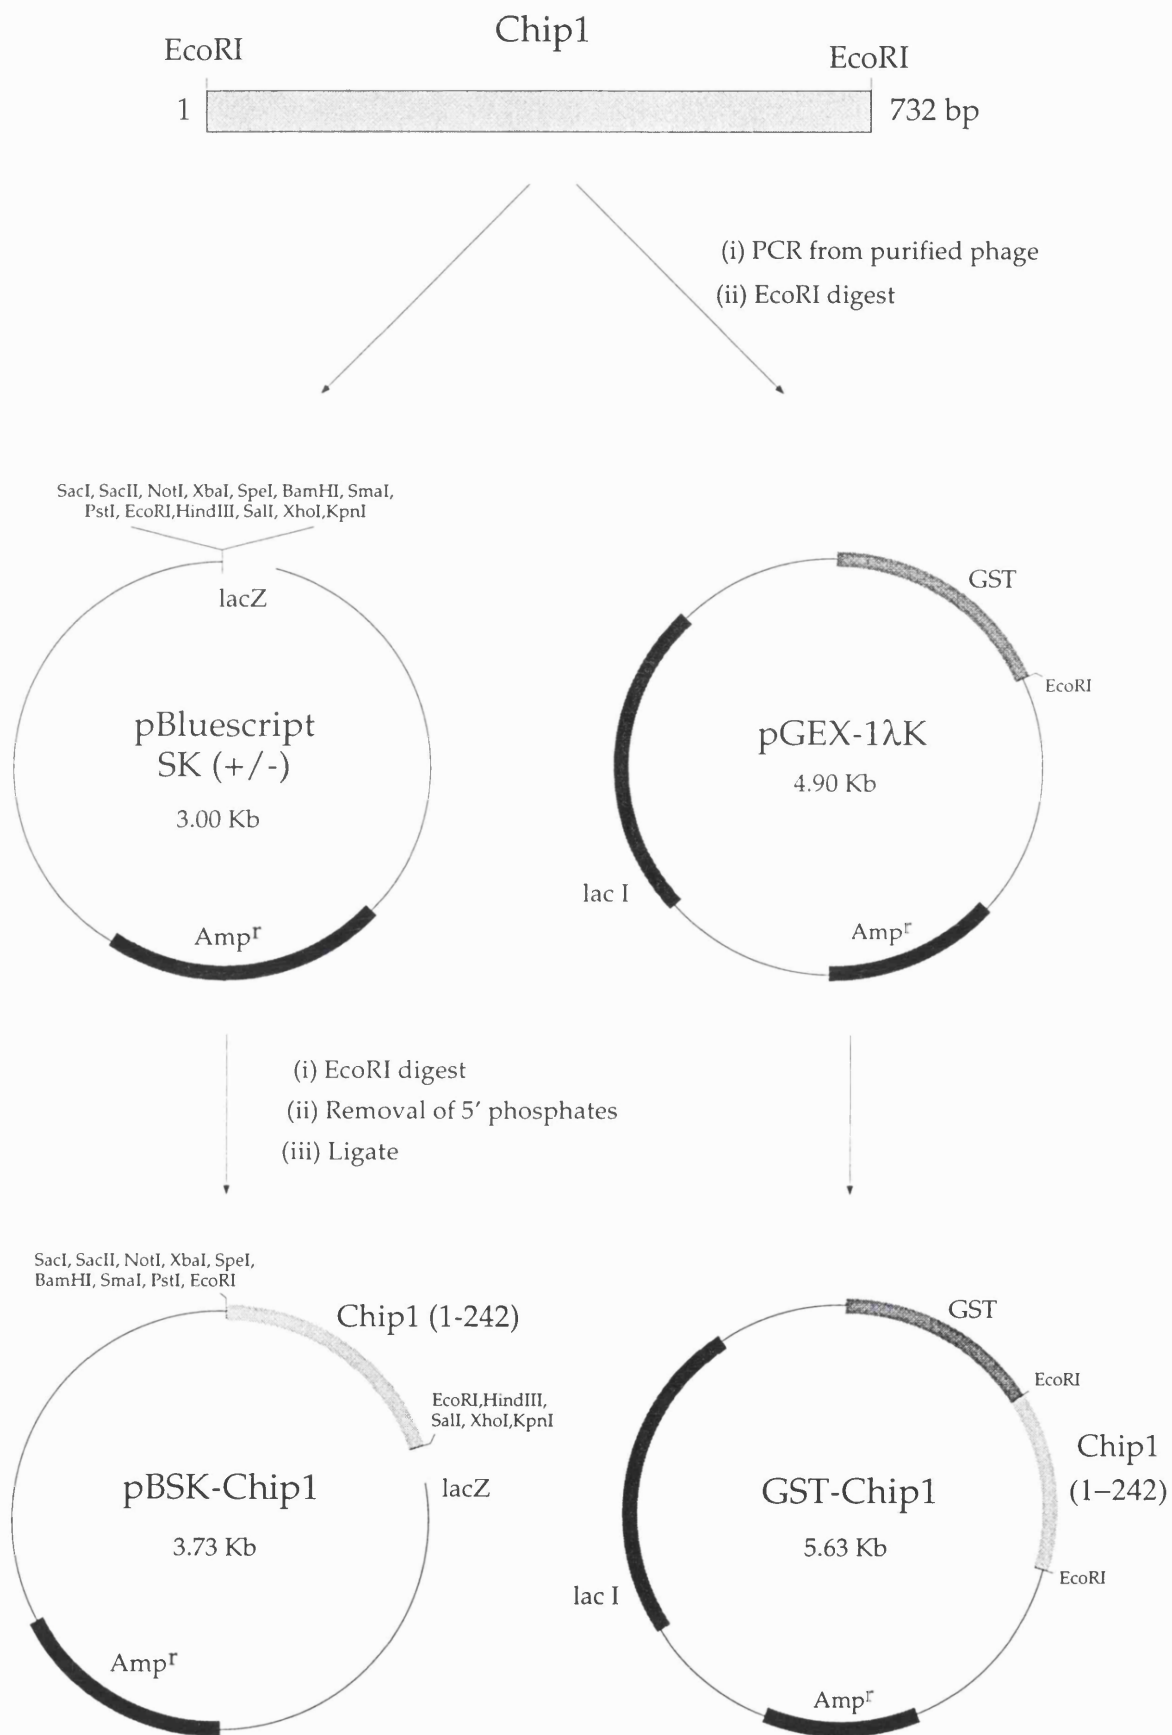 Chip1
EcoRI
EcoRI
1
732 bp
(i) PCR from purified phage
(ii) EcoRI digest
SacI, SacII, NotI, XbaI, SpeI, BamHI, SmaI,
PstI, EcoRI,HindIII, SalI, XhoI,KpnI
lacZ
pBluescript
SK (+/-)
3.00 Kb
Ampr
GST
EcoRI
pGEX-1λK
4.90 Kb
lac I
Ampr
(i) EcoRI digest
(ii) Removal of 5′ phosphates
(iii) Ligate
SacI, SacII, NotI, XbaI, SpeI,
BamHI, SmaI, PstI, EcoRI
Chip1 (1-242)
EcoRI,HindIII,
SalI, XhoI,KpnI
lacZ
pBSK-Chip1
3.73 Kb
Ampr
GST
EcoRI
Chip1
(1–242)
GST-Chip1
5.63 Kb
EcoRI
lac I
Ampr